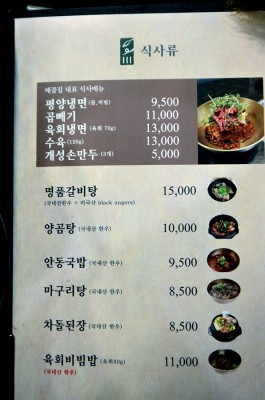 식사류
배꼽집 대표 식사메뉴
평양냉면 (물,비빔) 9,500
곱빼기 11,000
육회냉면 (육회 70g) 13,000
수육 (120g) 13,000
개성손만두 (3개) 5,000
명품갈비탕 15,000
(국내산한우 + 미국산 black angers)
양곰탕 (국내산 한우) 10,000
안동국밥 (국내산 한우) 9,500
마구리탕 (국내산 한우) 8,500
차돌된장 (국내산 한우) 8,500
육회비빔밥 (육회80g) 11,000
(국내산 한우)